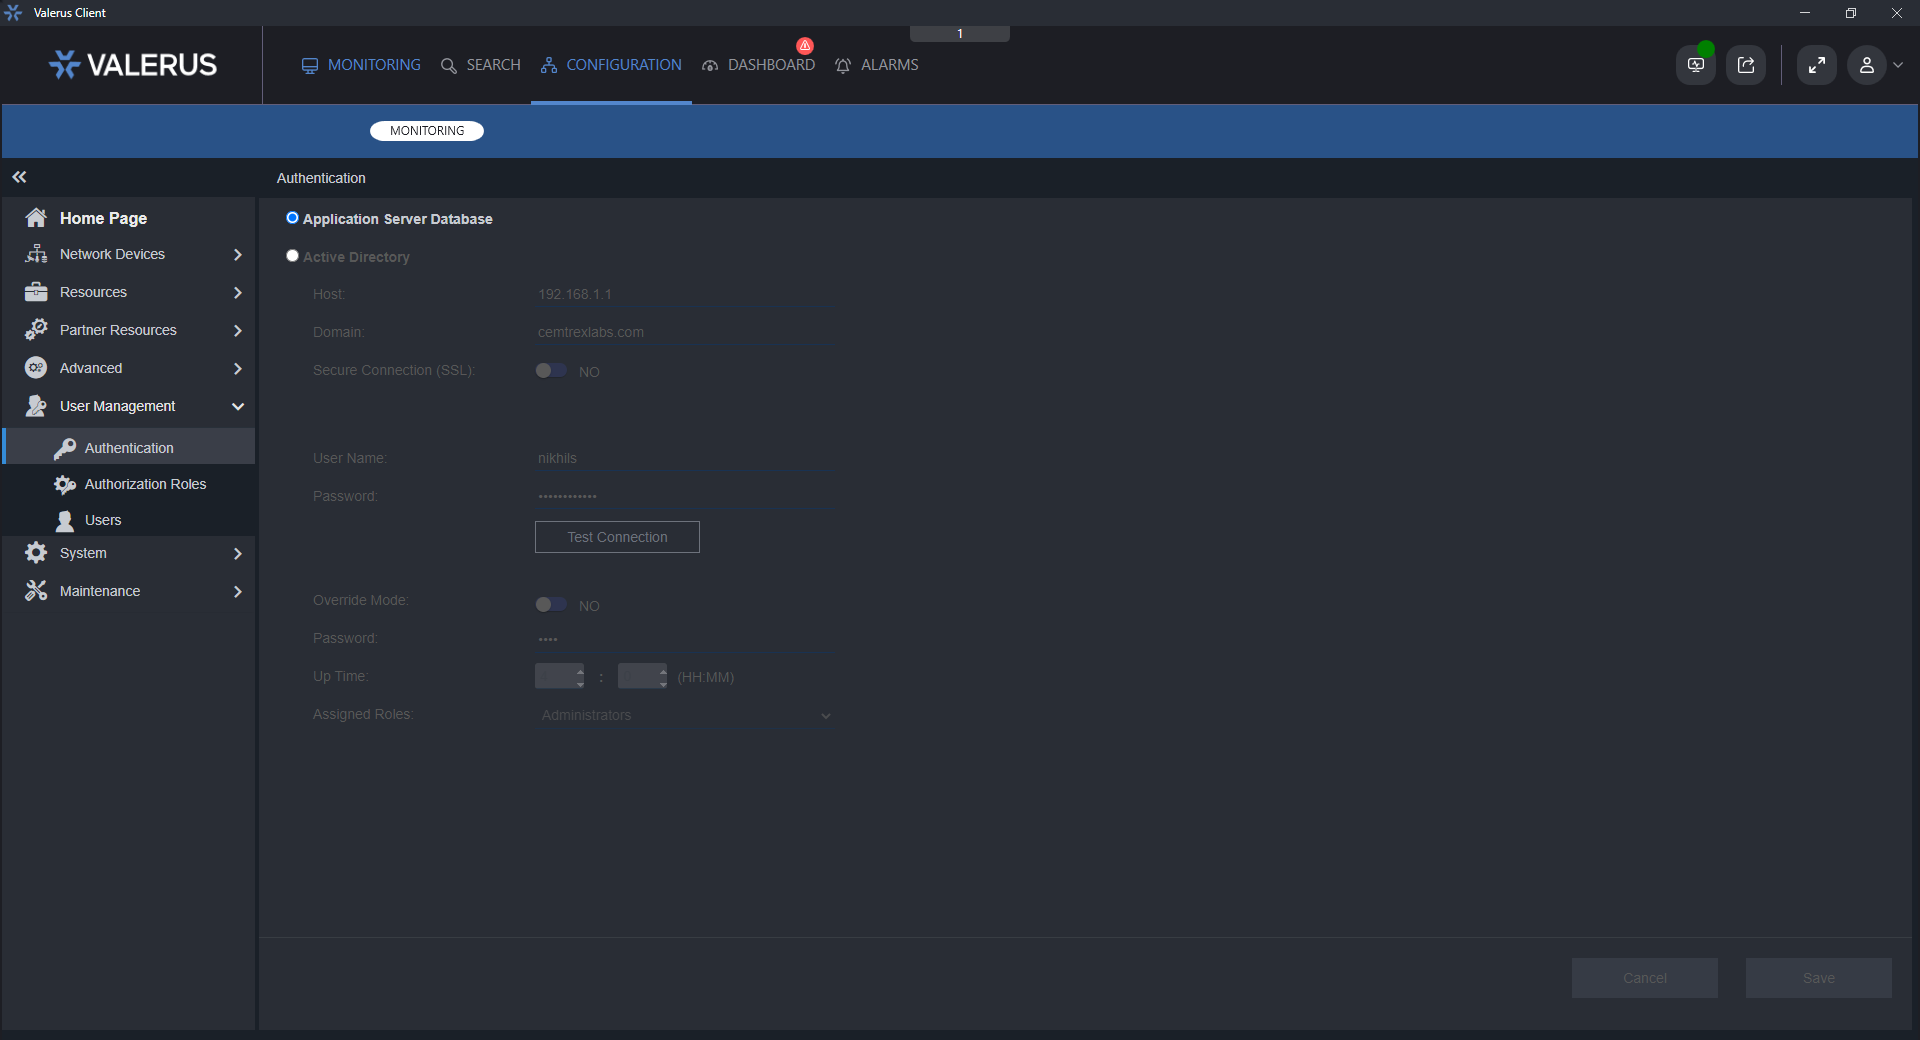 Valerus Client
1
VALERUS
MONITORING
SEARCH
CONFIGURATION
DASHBOARD
ALARMS
MONITORING
Authentication
Home Page
Network Devices
Resources
Partner Resources
Advanced
User Management
Authentication
Authorization Roles
Users
System
Maintenance
Application Server Database
Active Directory
Host: 192.168.1.1
Domain: cemtrexlabs.com
Secure Connection (SSL): NO
User Name: nikhils
Password: ••••••••••••
Test Connection
Override Mode: NO
Password: ••••
Up Time: : (HH:MM)
Assigned Roles: Administrators
Cancel
Save